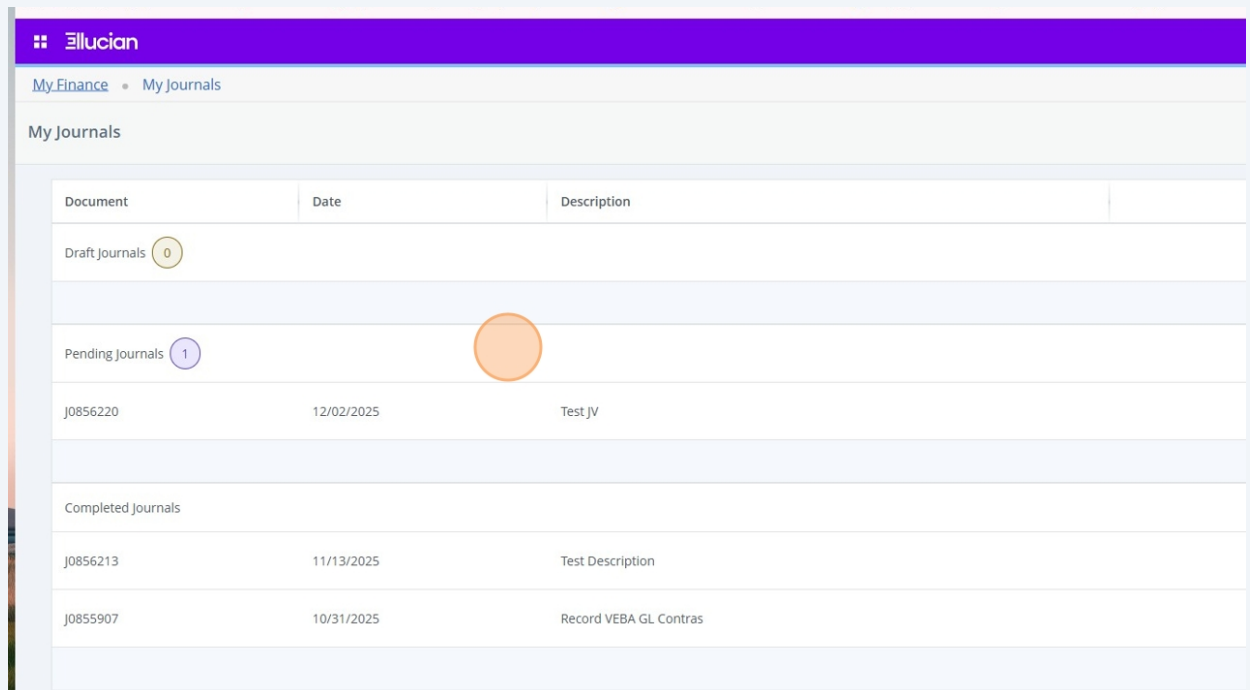 Ellucian
My Finance • My Journals
My Journals
Document Date Description
Draft Journals 0
Pending Journals 1
J0856220 12/02/2025 Test JV
Completed Journals
J0856213 11/13/2025 Test Description
J0855907 10/31/2025 Record VEBA GL Contras